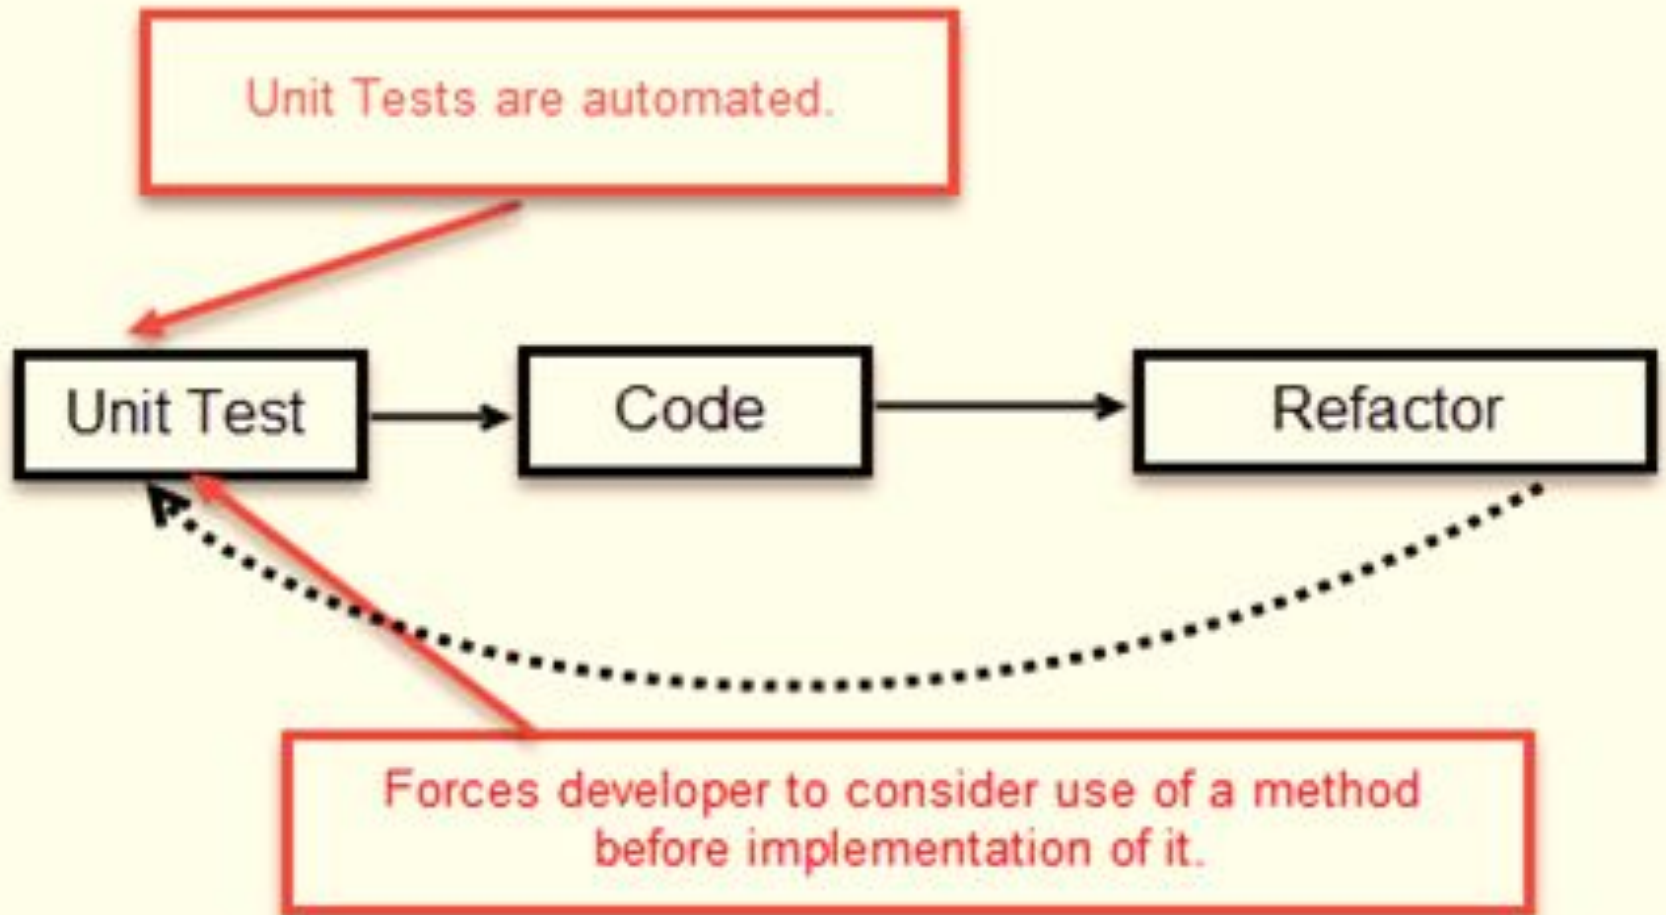 Unit Tests are automated.
Unit Test
Code
Refactor
Forces developer to consider use of a method
before implementation of it.